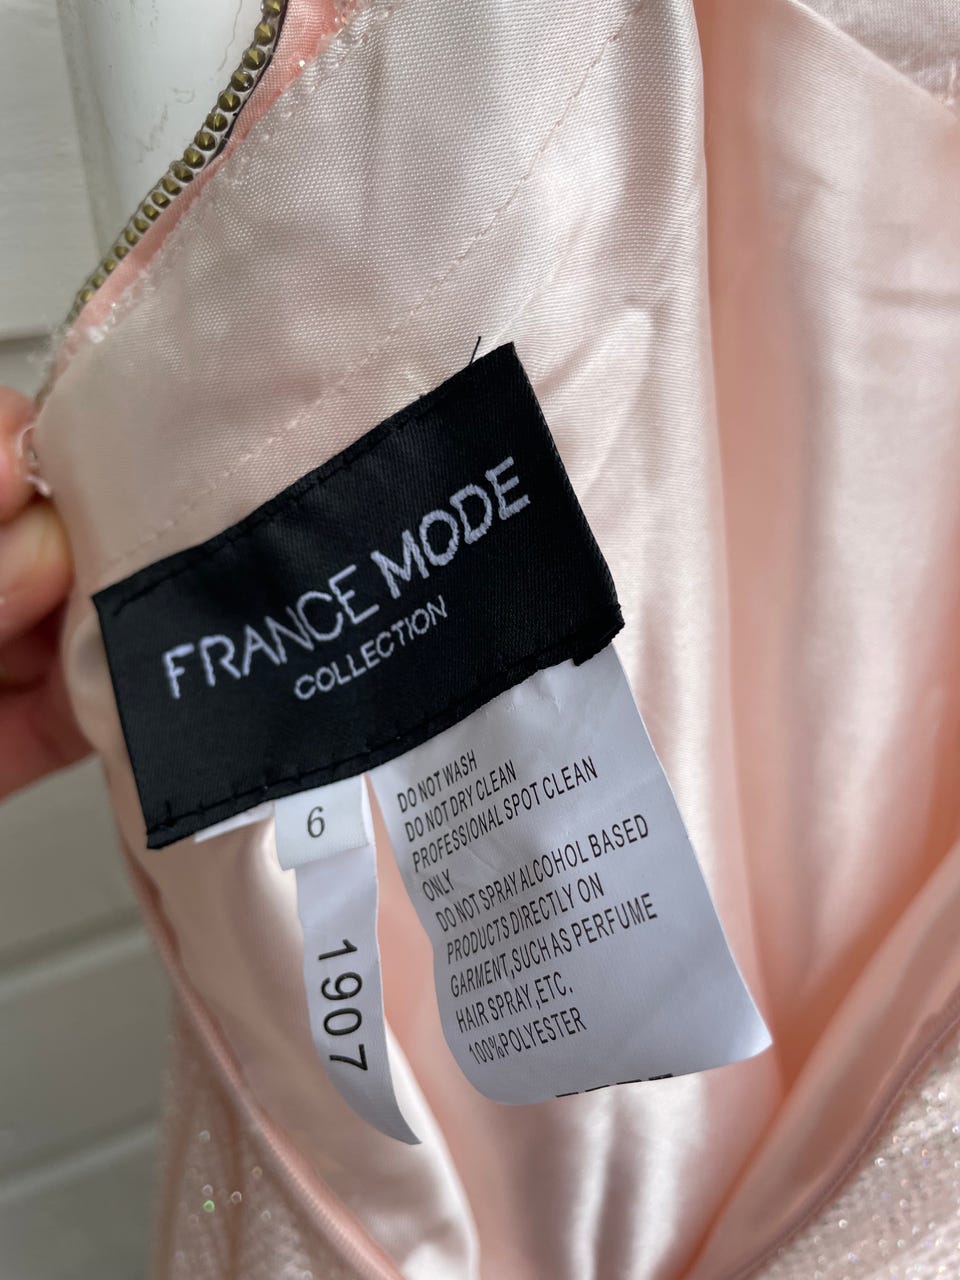 FRANCE MODE
COLLECTION
6
1907
DO NOT WASH
DO NOT DRY CLEAN
PROFESSIONAL SPOT CLEAN
ONLY
DO NOT SPRAY ALCOHOL BASED
PRODUCTS DIRECTLY ON
GARMENT,SUCH AS PERFUME
HAIR SPRAY,ETC.
100%POLYESTER